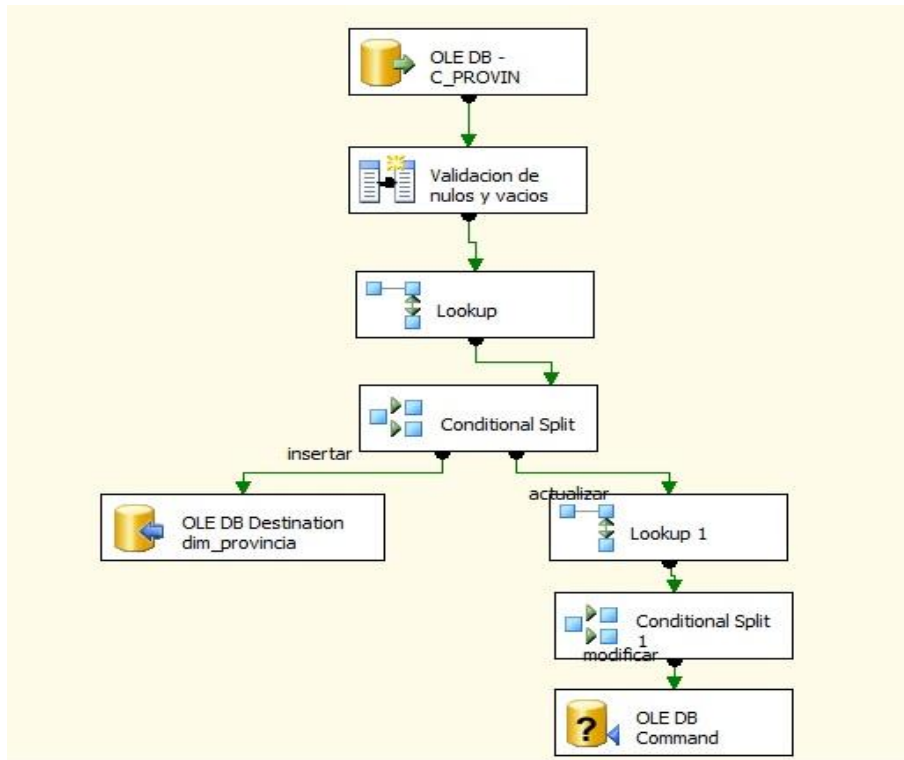 OLE DB -
C_PROVIN
Validacion de
nulos y vacios
Lookup
Conditional Split
insertar
actualizar
OLE DB Destination
dim_provincia
Lookup 1
Conditional Split
1
modificar
OLE DB
Command